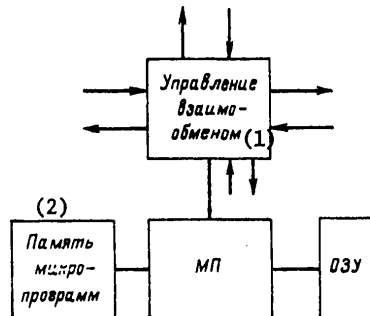 Управление
взаимо-
обменом(1)
(2)
Память
микро-
программ
МП
ОЗУ